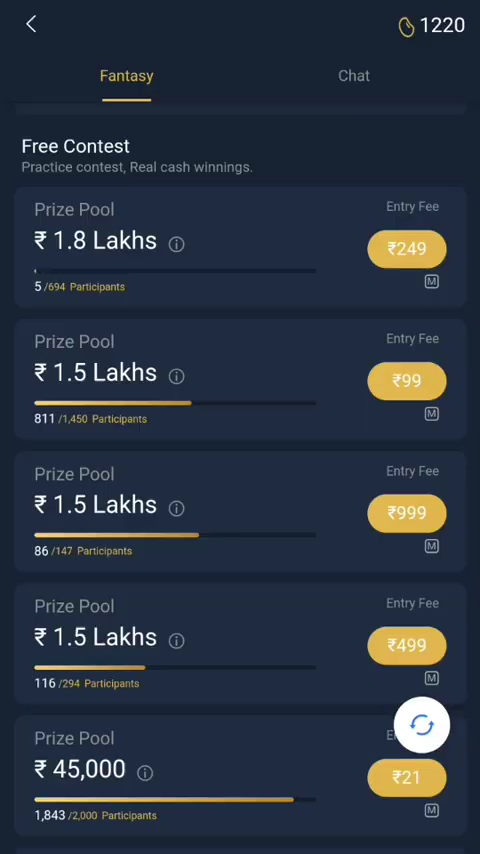 1220
Fantasy
Chat
Free Contest
Practice contest, Real cash winnings.
Prize Pool
Entry Fee
₹ 1.8 Lakhs
₹249
5 /694 Participants
M
Prize Pool
Entry Fee
₹ 1.5 Lakhs
₹99
811 /1,450 Participants
M
Prize Pool
Entry Fee
₹ 1.5 Lakhs
₹999
86 /147 Participants
M
Prize Pool
Entry Fee
₹ 1.5 Lakhs
₹499
116 /294 Participants
M
Prize Pool
₹ 45,000
₹21
1,843 /2,000 Participants
M